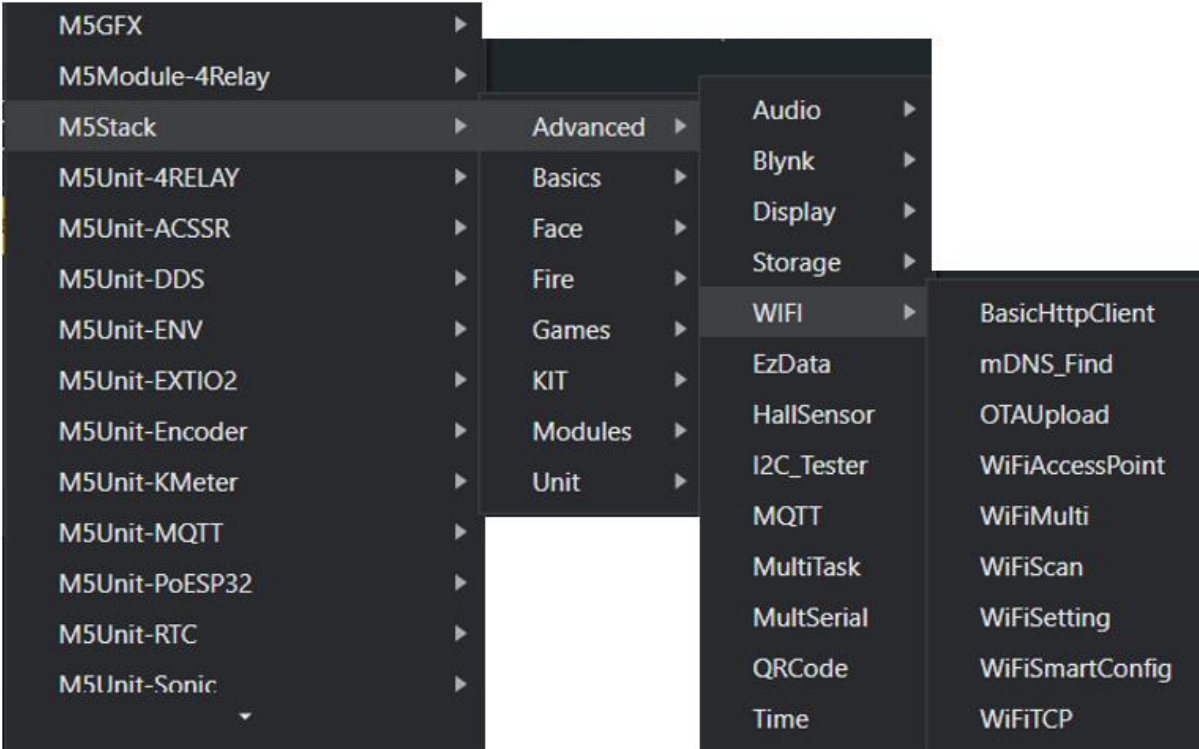 M5GFX
M5Module-4Relay
M5Stack
M5Unit-4RELAY
M5Unit-ACSSR
M5Unit-DDS
M5Unit-ENV
M5Unit-EXTIO2
M5Unit-Encoder
M5Unit-KMeter
M5Unit-MQTT
M5Unit-PoESP32
M5Unit-RTC
M5Unit-Sonic
Advanced
Basics
Face
Fire
Games
KIT
Modules
Unit
Audio
Blynk
Display
Storage
WIFI
EzData
HallSensor
I2C_Tester
MQTT
MultiTask
MultSerial
QRCode
Time
BasicHttpClient
mDNS_Find
OTAUpload
WiFiAccessPoint
WiFiMulti
WiFiScan
WiFiSetting
WiFiSmartConfig
WiFiTCP